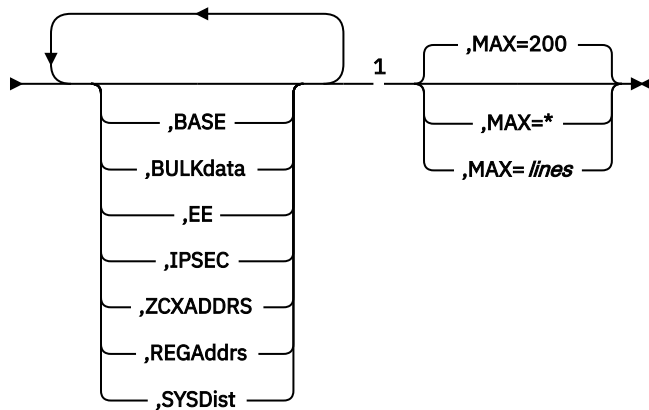 1
,MAX=200
,MAX=*
,MAX= lines
,BASE
,BULKdata
,EE
,IPSEC
,ZCXADDRS
,REGAddrs
,SYSDist